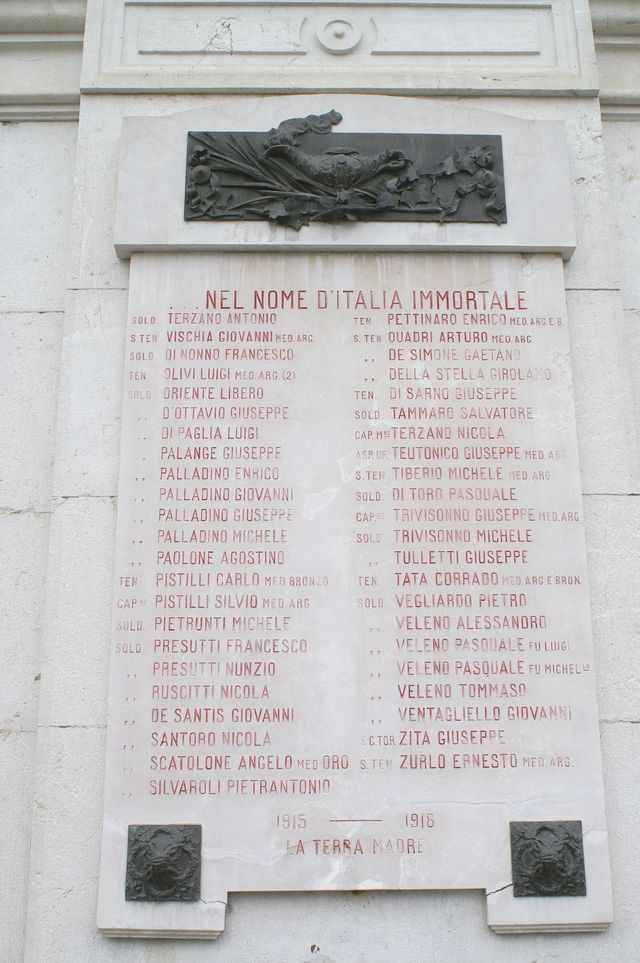 ... NEL NOME D'ITALIA IMMORTALE
SOLD. TERZANO ANTONIO
S.TEN VISCHIA GIOVANNI MED.ARG.
SOLD. DI NONNO FRANCESCO
TEN. OLIVI LUIGI MED.ARG.(2)
SOLD. ORIENTE LIBERO
,, D'OTTAVIO GIUSEPPE
,, DI PAGLIA LUIGI
,, PALANGE GIUSEPPE
,, PALLADINO ENRICO
,, PALLADINO GIOVANNI
,, PALLADINO GIUSEPPE
,, PALLADINO MICHELE
,, PAOLONE AGOSTINO
TEN. PISTILLI CARLO MED.BRONZO
CAP.LE PISTILLI SILVIO MED.ARG
SOLD. PIETRUNTI MICHELE
SOLD. PRESUTTI FRANCESCO
,, PRESUTTI NUNZIO
,, RUSCITTI NICOLA
,, DE SANTIS GIOVANNI
,, SANTORO NICOLA
,, SCATOLONE ANGELO MED ORO
,, SILVAROLI PIETRANTONIO
TEN. PETTINARO ENRICO MED.ARG.E B.
S.TEN QUADRI ARTURO MED.ARG.
,, DE SIMONE GAETANO
,, DELLA STELLA GIROLAMO
TEN. DI SARNO GIUSEPPE
SOLD. TAMMARO SALVATORE
CAP.MRE TERZANO NICOLA
ASP.UF. TEUTONICO GIUSEPPE MED.ARG.
S.TEN TIBERIO MICHELE MED.ARG.
SOLD. DI TORO PASQUALE
CAP.LE TRIVISONNO GIUSEPPE MED.ARG.
SOLD. TRIVISONNO MICHELE
,, TULLETTI GIUSEPPE
TEN. TATA CORRADO MED.ARG E BRON.
SOLD. VEGLIARDO PIETRO
,, VELENO ALESSANDRO
,, VELENO PASQUALE FU LUIGI
,, VELENO PASQUALE FU MICHEL.LO
,, VELENO TOMMASO
,, VENTAGLIELLO GIOVANNI
S.C.TOR. ZITA GIUSEPPE
S.TEN. ZURLO ERNESTO MED.ARG.
1915 — 1918
LA TERRA MADRE